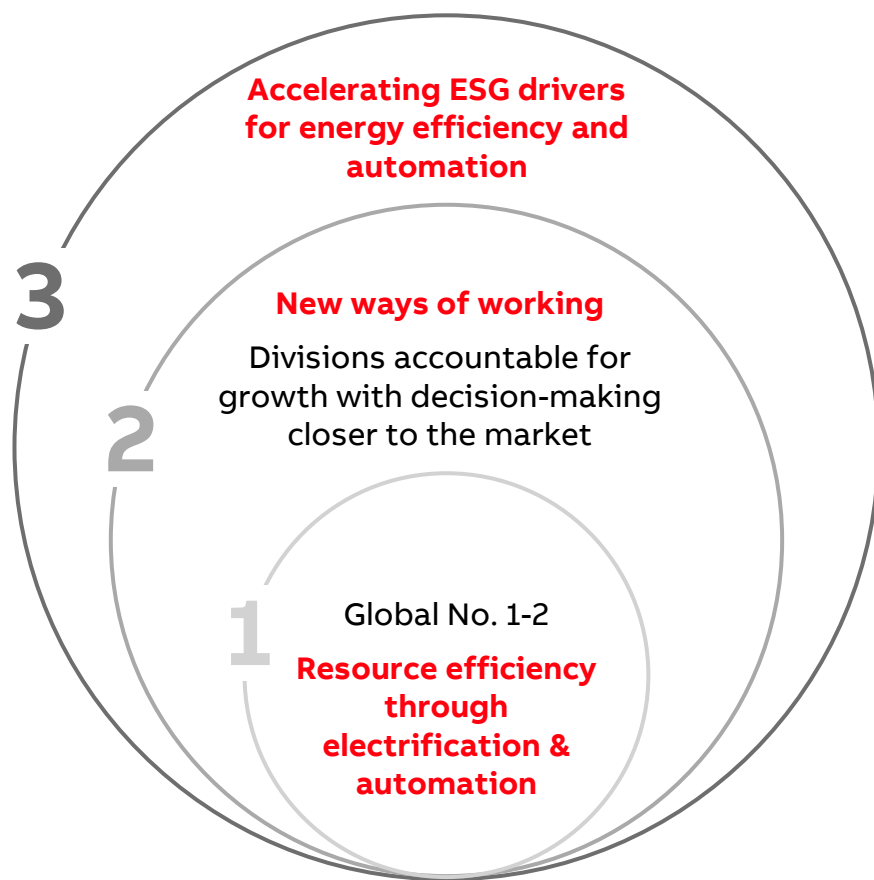 Accelerating ESG drivers
for energy efficiency and
automation
3
New ways of working
Divisions accountable for
growth with decision-making
closer to the market
2
1
Global No. 1-2
Resource efficiency
through
electrification &
automation